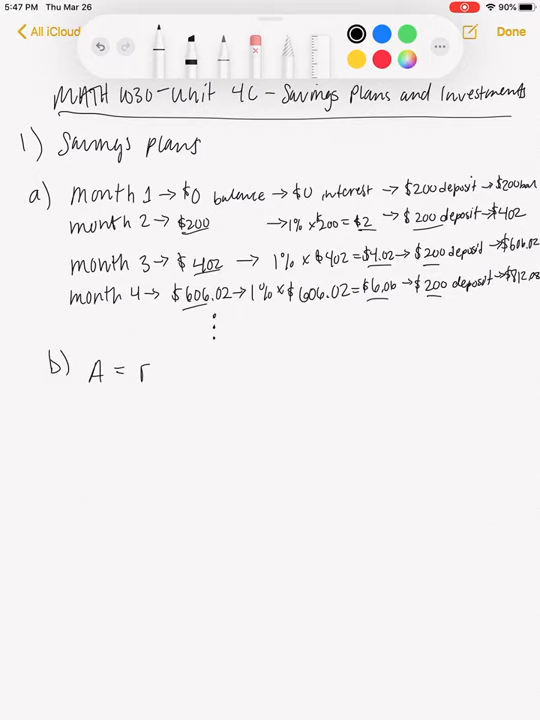 5:47 PM Thu Mar 26 90%
All iCloud Done
MATH 1030 - Unit 4C - Savings Plans and Investments
1) Savings plans
a) month 1 → $0 balance → $0 interest → $200 deposit → $200 bal
month 2 → $200 → 1% × $200 = $2 → $200 deposit → $402
month 3 → $402 → 1% × $402 = $4.02 → $200 deposit → $606.02
month 4 → $606.02 → 1% × $606.02 = $6.06 → $200 deposit → $812.08
b) A = r